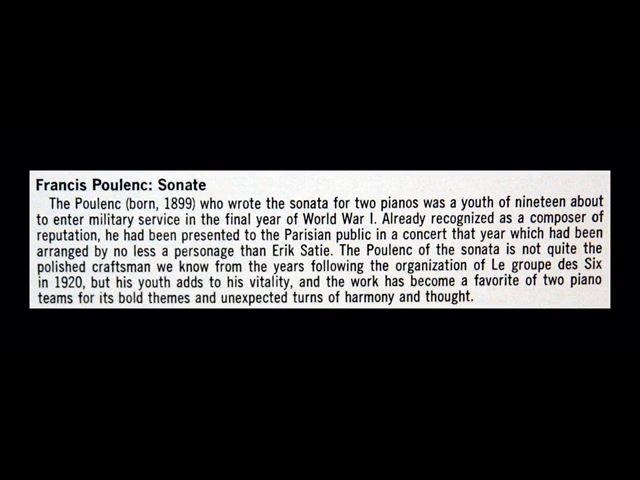 Francis Poulenc: Sonate
The Poulenc (born, 1899) who wrote the sonata for two pianos was a youth of nineteen about
to enter military service in the final year of World War I. Already recognized as a composer of
reputation, he had been presented to the Parisian public in a concert that year which had been
arranged by no less a personage than Erik Satie. The Poulenc of the sonata is not quite the
polished craftsman we know from the years following the organization of Le groupe des Six
in 1920, but his youth adds to his vitality, and the work has become a favorite of two piano
teams for its bold themes and unexpected turns of harmony and thought.